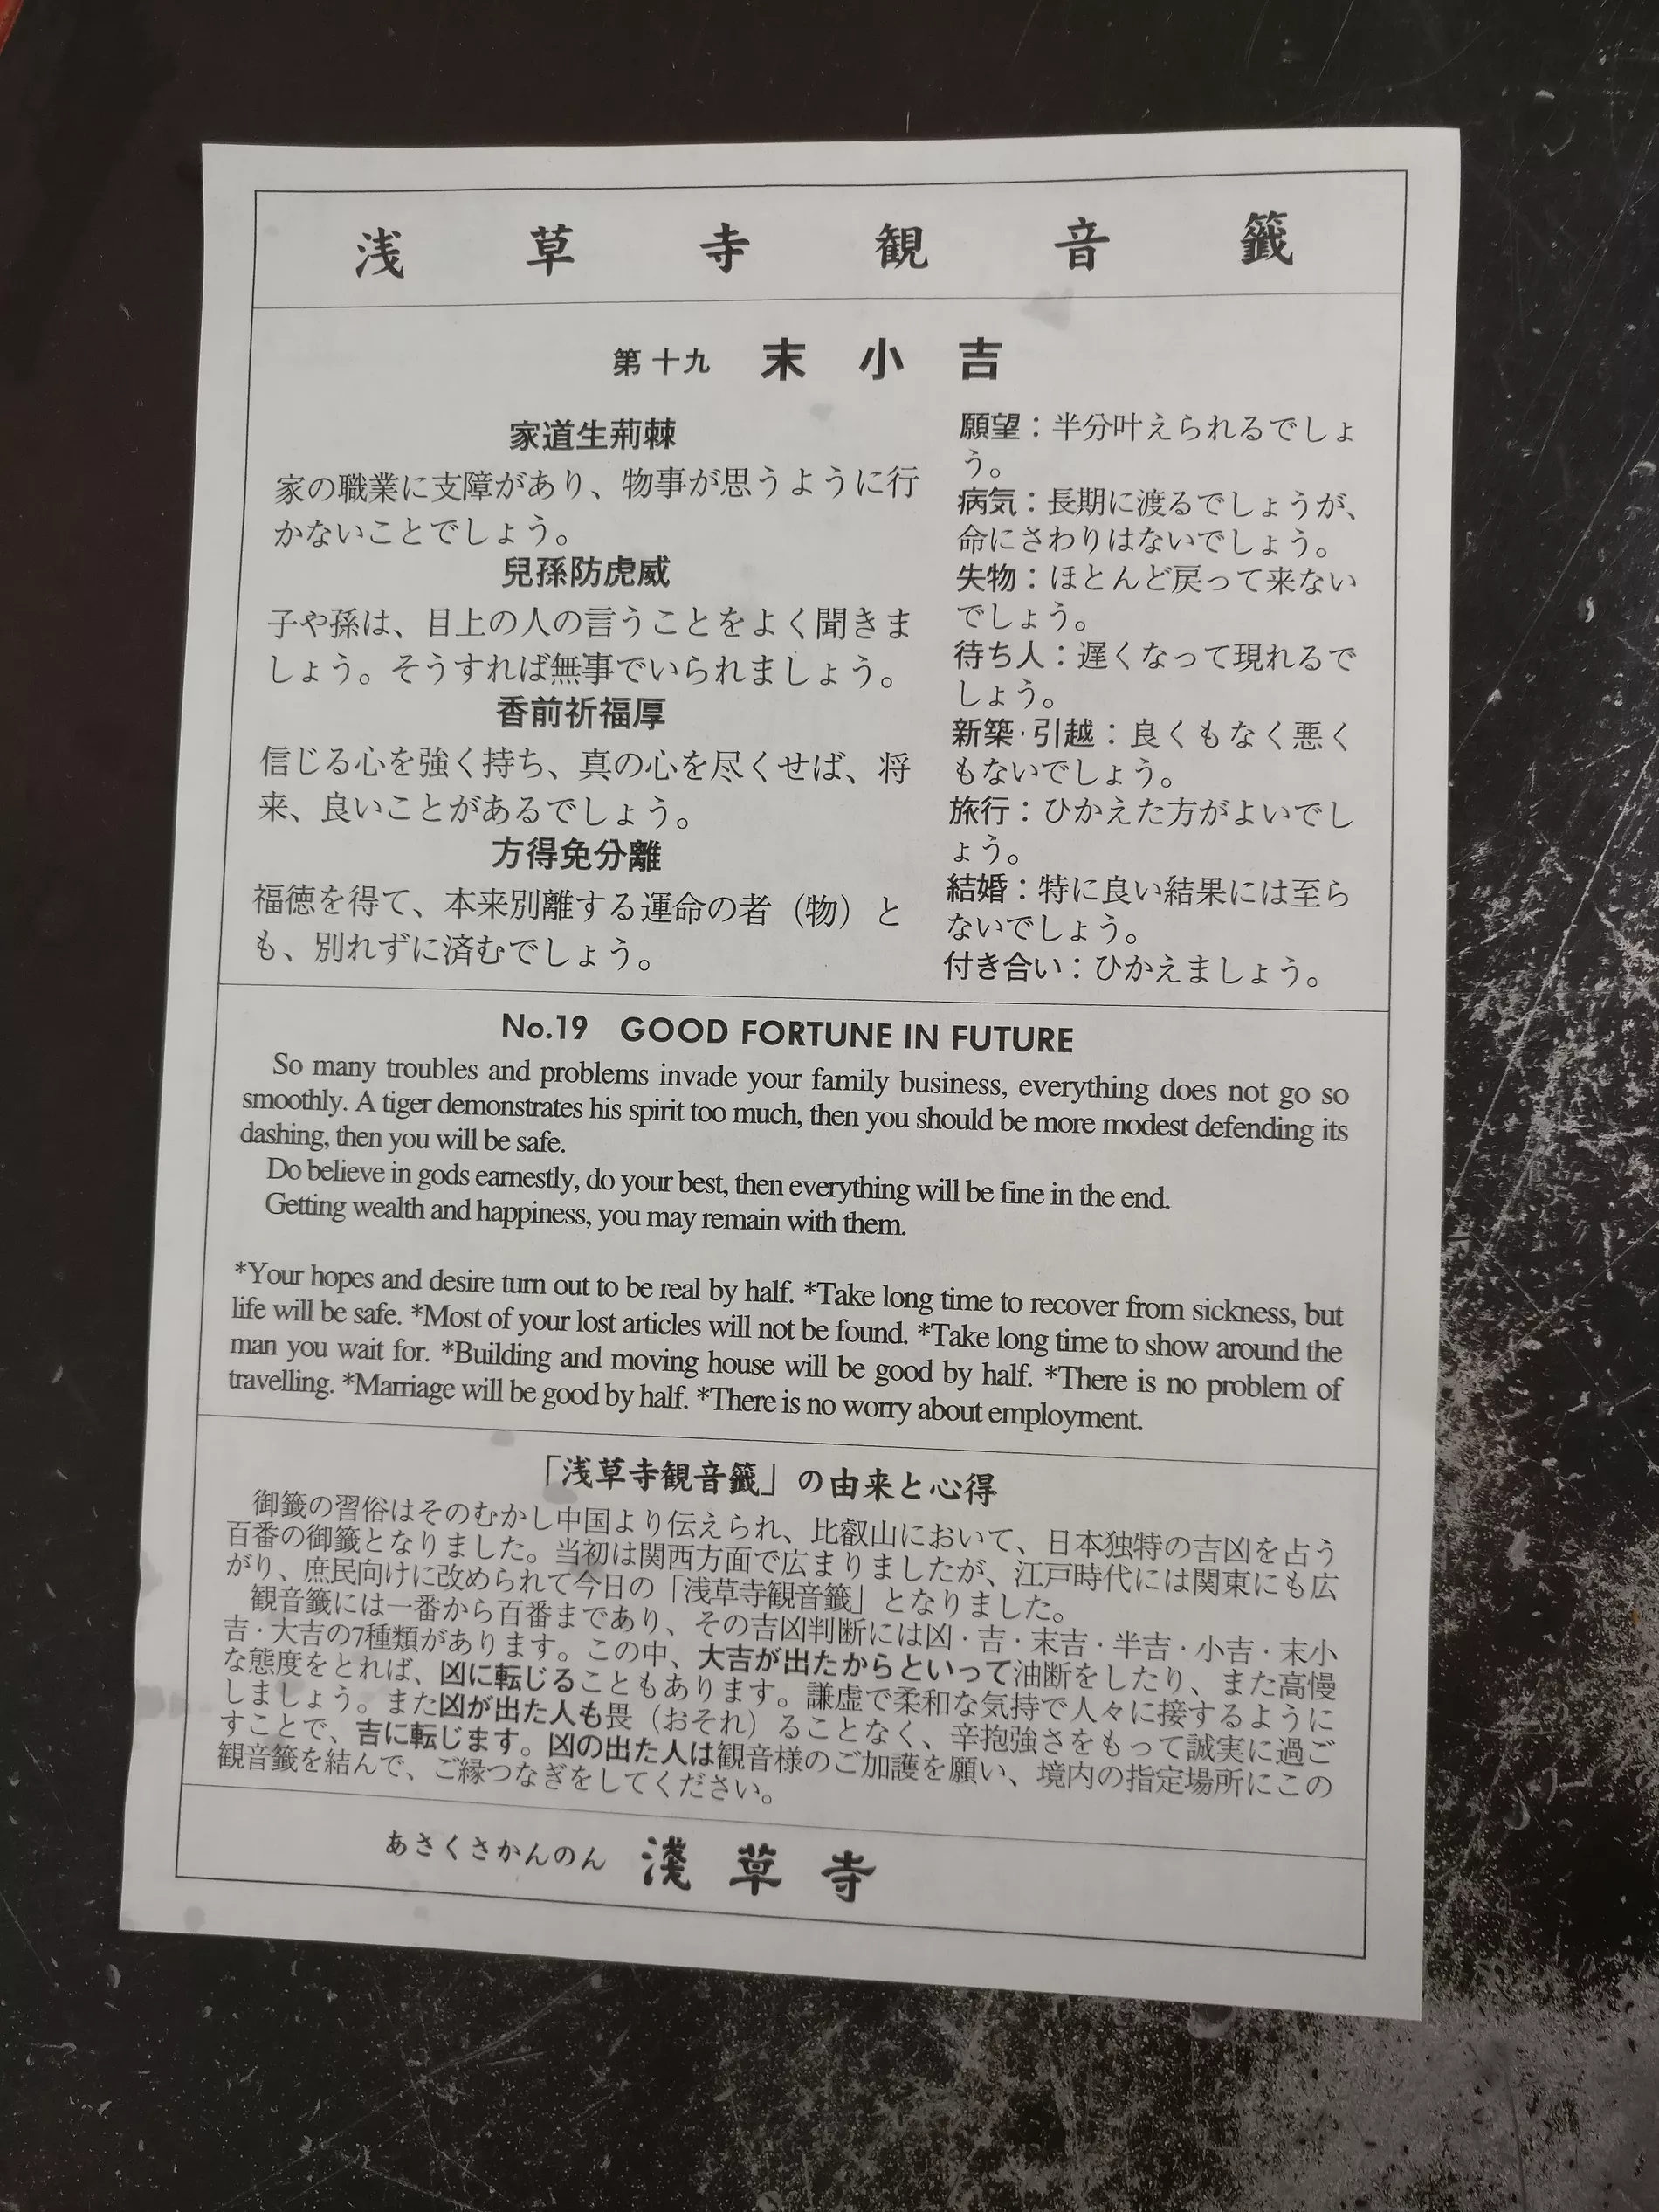 浅草寺観音籤
第十九 末小吉
家道生荊棘
家の職業に支障があり、物事が思うように行
かないことでしょう。
兒孫防虎威
子や孫は、目上の人の言うことをよく聞きま
しょう。そうすれば無事でいられましょう。
香前祈福厚
信じる心を強く持ち、真の心を尽くせば、将
来、良いことがあるでしょう。
方得免分離
福徳を得て、本来別離する運命の者（物）と
も、別れずに済むでしょう。
願望：半分叶えられるでしょ
う。
病気：長期に渡るでしょうが、
命にさわりはないでしょう。
失物：ほとんど戻って来ない
でしょう。
待ち人：遅くなって現れるで
しょう。
新築·引越：良くもなく悪く
もないでしょう。
旅行：ひかえた方がよいでし
ょう。
結婚：特に良い結果には至ら
ないでしょう。
付き合い：ひかえましょう。
No.19 GOOD FORTUNE IN FUTURE
So many troubles and problems invade your family business, everything does not go so
smoothly. A tiger demonstrates his spirit too much, then you should be more modest defending its
dashing, then you will be safe.
Do believe in gods earnestly, do your best, then everything will be fine in the end.
Getting wealth and happiness, you may remain with them.
*Your hopes and desire turn out to be real by half. *Take long time to recover from sickness, but
life will be safe. *Most of your lost articles will not be found. *Take long time to show around the
man you wait for. *Building and moving house will be good by half. *There is no problem of
travelling. *Marriage will be good by half. *There is no worry about employment.
「浅草寺観音籤」の由来と心得
御籤の習俗はそのむかし中国より伝えられ、比叡山において、日本独特の吉凶を占う
百番の御籤となりました。当初は関西方面で広まりましたが、江戸時代には関東にも広
がり、庶民向けに改められて今日の「浅草寺観音籤」となりました。
観音籤には一番から百番まであり、その吉凶判断には凶·吉·末吉·半吉·小吉·末小
吉·大吉の7種類があります。この中、大吉が出たからといって油断をしたり、また高慢
な態度をとれば、凶に転じることもあります。謙虚で柔和な気持で人々に接するように
しましょう。また凶が出た人も畏（おそれ）ることなく、辛抱強さをもって誠実に過ご
すことで、吉に転じます。凶の出た人は観音様のご加護を願い、境内の指定場所にこの
観音籤を結んで、ご縁つなぎをしてください。
あさくさかんのん 淺草寺